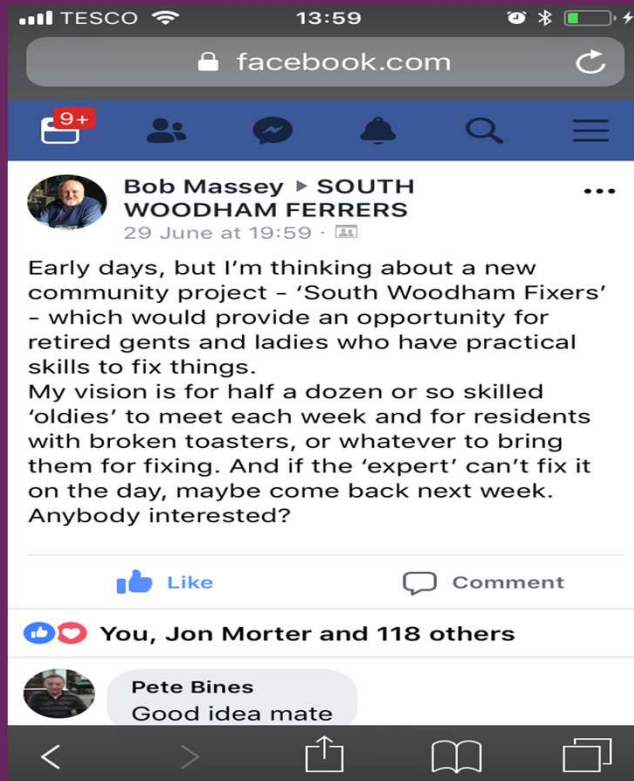 TESCO 13:59
facebook.com
9+
Bob Massey ▸ SOUTH
WOODHAM FERRERS
29 June at 19:59 ·
Early days, but I'm thinking about a new
community project – 'South Woodham Fixers'
– which would provide an opportunity for
retired gents and ladies who have practical
skills to fix things.
My vision is for half a dozen or so skilled
'oldies' to meet each week and for residents
with broken toasters, or whatever to bring
them for fixing. And if the 'expert' can't fix it
on the day, maybe come back next week.
Anybody interested?
Like Comment
You, Jon Morter and 118 others
Pete Bines
Good idea mate